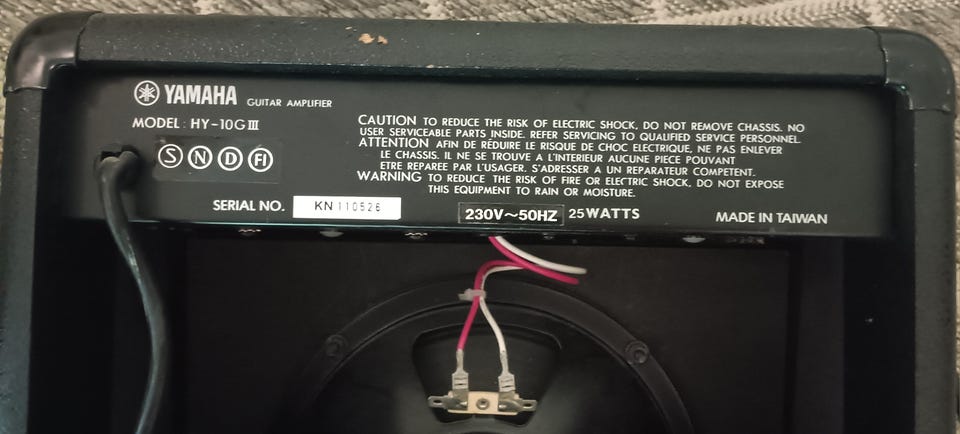 YAMAHA GUITAR AMPLIFIER
MODEL: HY-10G III
S N D FI
SERIAL NO. KN 110526
CAUTION TO REDUCE THE RISK OF ELECTRIC SHOCK, DO NOT REMOVE CHASSIS. NO
USER SERVICEABLE PARTS INSIDE. REFER SERVICING TO QUALIFIED SERVICE PERSONNEL.
ATTENTION AFIN DE RÉDUIRE LE RISQUE DE CHOC ELECTRIQUE, NE PAS ENLEVER
LE CHASSIS. IL NE SE TROUVE A L'INTERIEUR AUCUNE PIECE POUVANT
ETRE REPAREE PAR L'USAGER. S'ADRESSER A UN REPARATEUR COMPETENT.
WARNING TO REDUCE THE RISK OF FIRE OR ELECTRIC SHOCK, DO NOT EXPOSE
THIS EQUIPMENT TO RAIN OR MOISTURE.
230V~50HZ 25WATTS
MADE IN TAIWAN